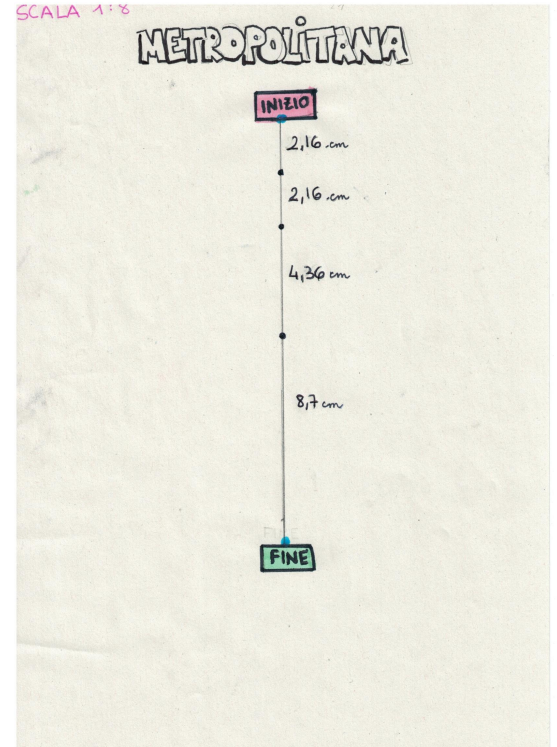 SCALA 1:8
METROPOLITANA
INIZIO
2,16 cm
2,16 cm
4,36 cm
8,7 cm
FINE